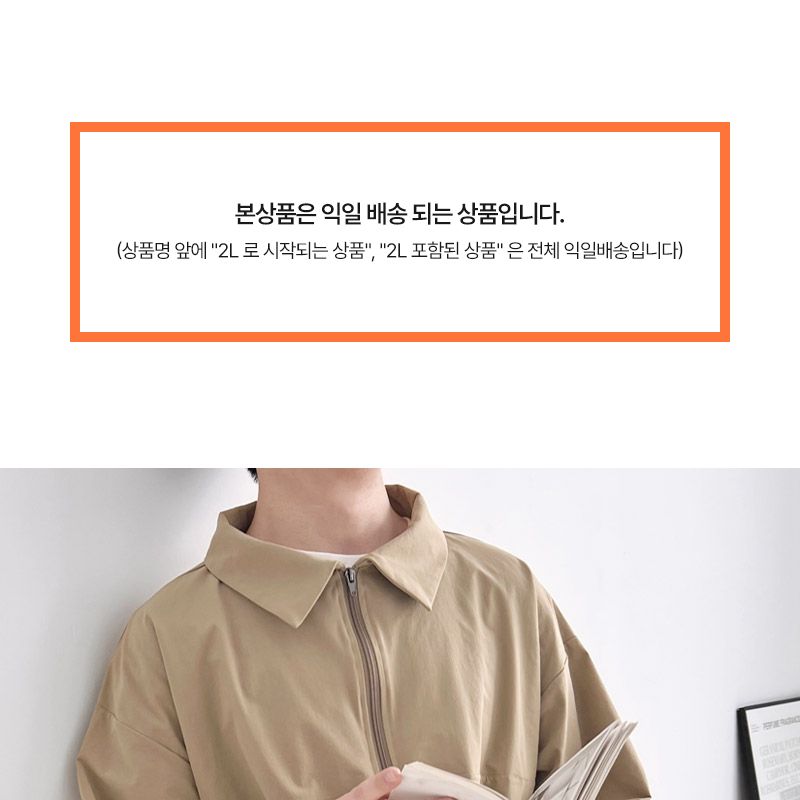 본상품은 익일 배송 되는 상품입니다.
(상품명 앞에 "2L 로 시작되는 상품", "2L 포함된 상품" 은 전체 익일배송입니다)
PERFUME FRAGRANCE